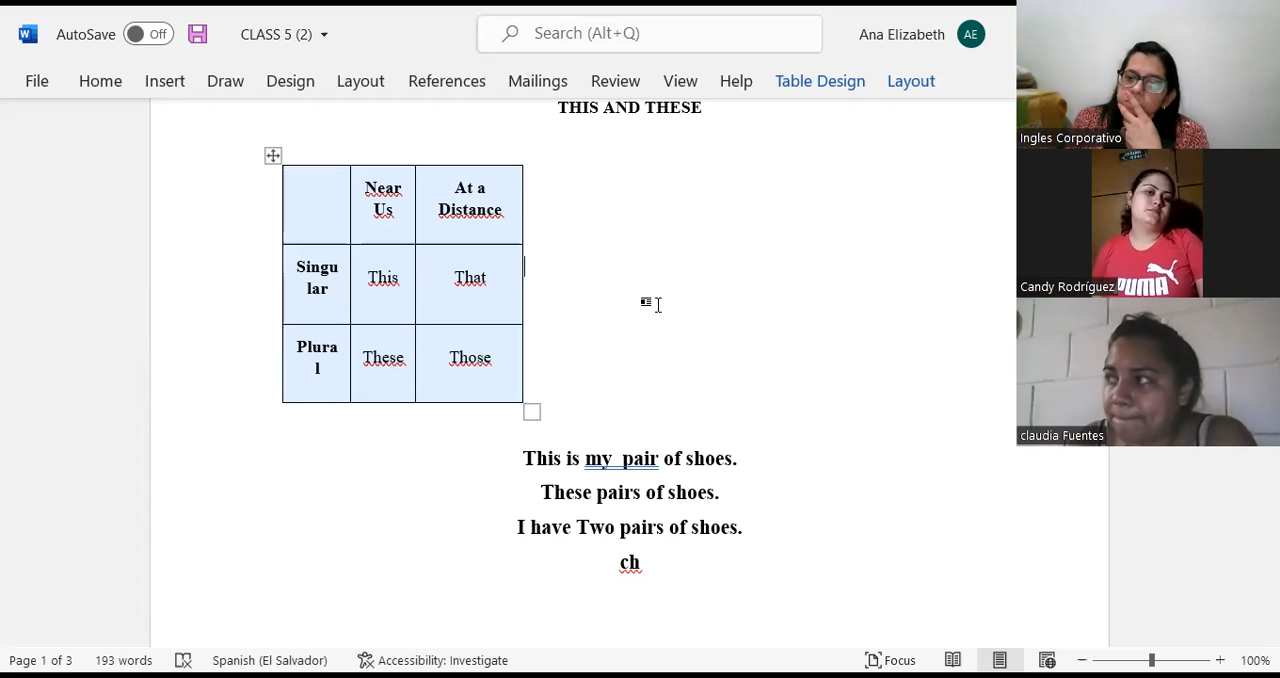 AutoSave Off CLASS 5 (2) Search (Alt+Q) Ana Elizabeth AE
File Home Insert Draw Design Layout References Mailings Review View Help Table Design Layout
THIS AND THESE
Near Us At a Distance
Singu
lar This That
Plura
l These Those
This is my  pair of shoes.
These pairs of shoes.
I have Two pairs of shoes.
ch
Ingles Corporativo
Candy Rodríguez
PUMA
claudia Fuentes
Page 1 of 3 193 words Spanish (El Salvador) Accessibility: Investigate Focus 100%